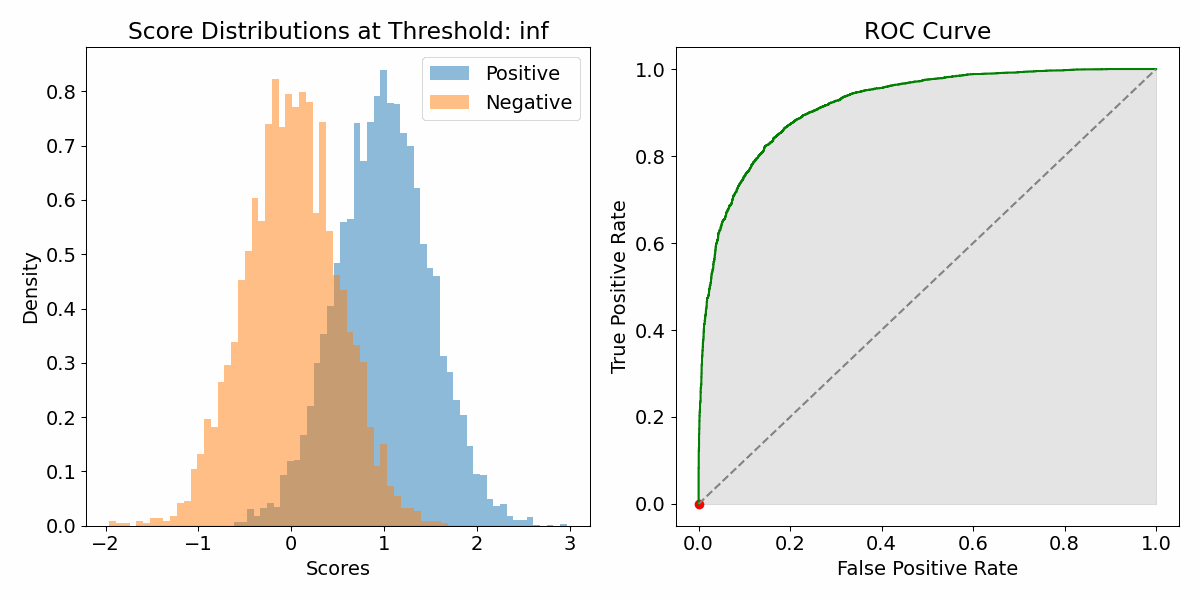 Score Distributions at Threshold: inf
Positive
Negative
Density
0.8
0.7
0.6
0.5
0.4
0.3
0.2
0.1
0.0
−2 −1 0 1 2 3
Scores
ROC Curve
True Positive Rate
1.0
0.8
0.6
0.4
0.2
0.0
0.0 0.2 0.4 0.6 0.8 1.0
False Positive Rate